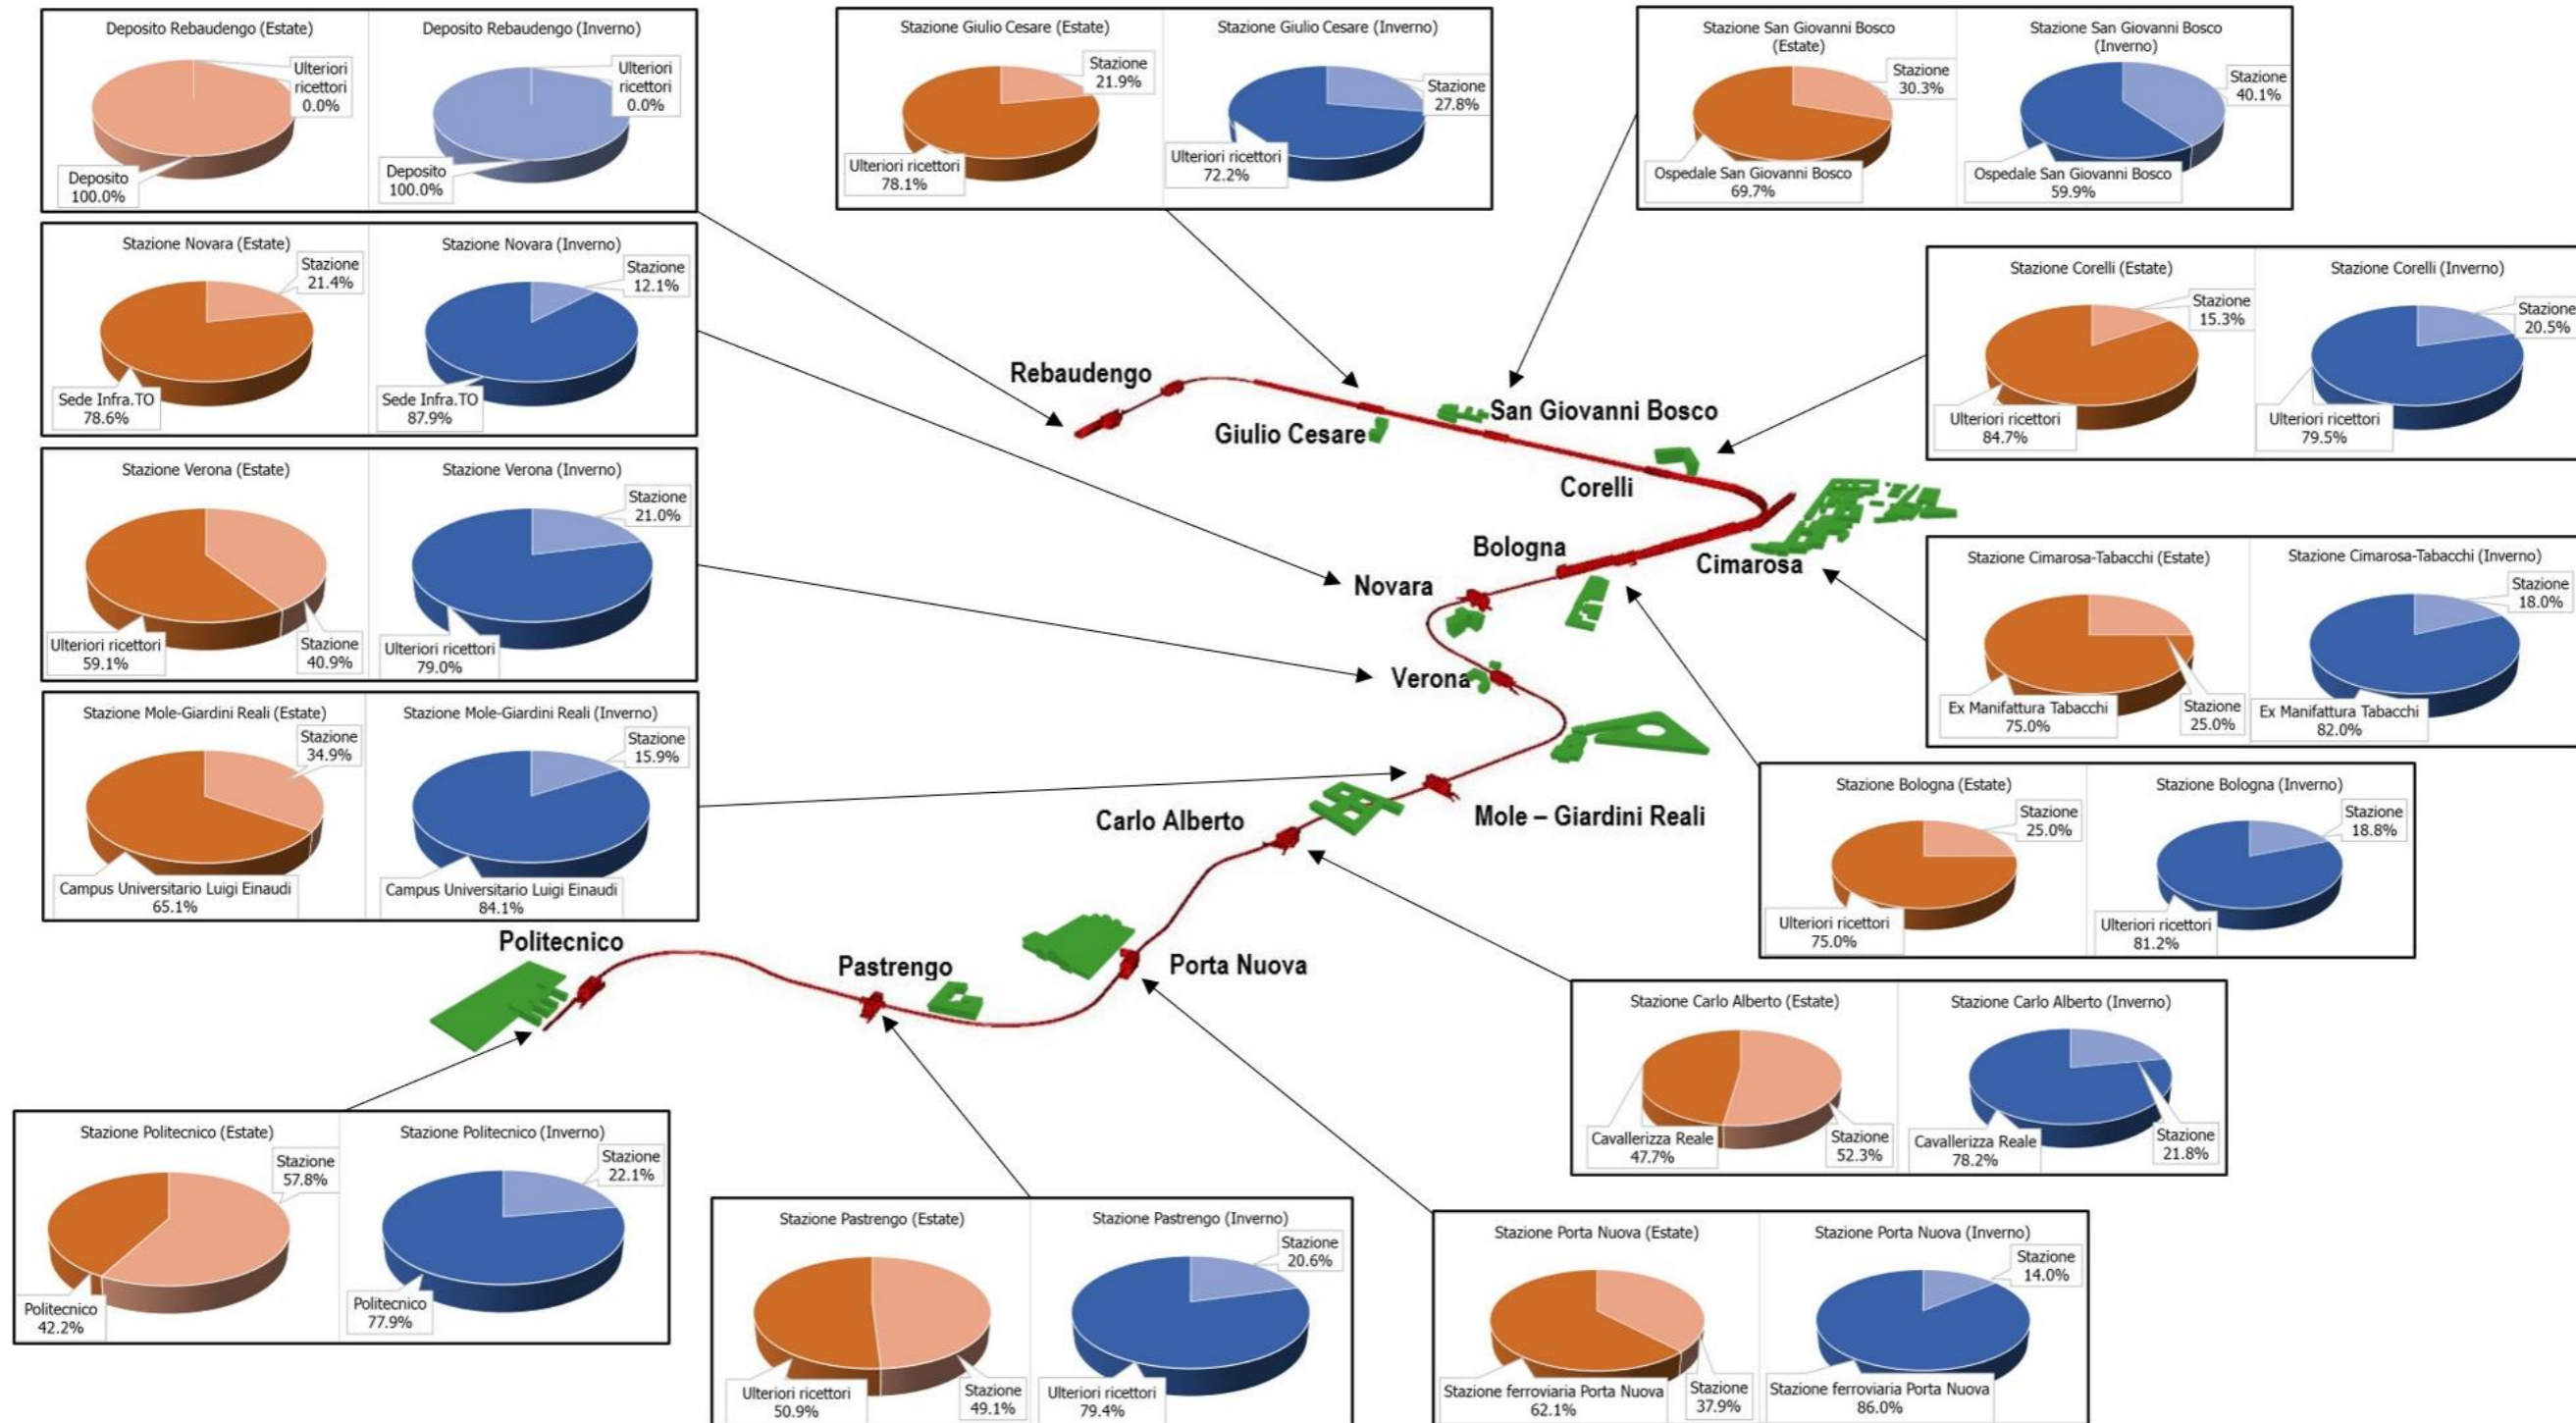 Deposito Rebaudengo (Estate)
Ulteriori
ricettori
0.0%
Deposito
100.0%
Deposito Rebaudengo (Inverno)
Ulteriori
ricettori
0.0%
Deposito
100.0%
Stazione Giulio Cesare (Estate)
Stazione
21.9%
Ulteriori ricettori
78.1%
Stazione Giulio Cesare (Inverno)
Stazione
27.8%
Ulteriori ricettori
72.2%
Stazione San Giovanni Bosco
(Estate)
Stazione
30.3%
Ospedale San Giovanni Bosco
69.7%
Stazione San Giovanni Bosco
(Inverno)
Stazione
40.1%
Ospedale San Giovanni Bosco
59.9%
Stazione Novara (Estate)
Stazione
21.4%
Sede Infra.TO
78.6%
Stazione Novara (Inverno)
Stazione
12.1%
Sede Infra.TO
87.9%
Stazione Corelli (Estate)
Stazione
15.3%
Ulteriori ricettori
84.7%
Stazione Corelli (Inverno)
Stazione
20.5%
Ulteriori ricettori
79.5%
Rebaudengo
Giulio Cesare
San Giovanni Bosco
Corelli
Bologna
Cimarosa
Novara
Verona
Mole – Giardini Reali
Carlo Alberto
Porta Nuova
Pastrengo
Politecnico
Stazione Verona (Estate)
Ulteriori ricettori
59.1%
Stazione
40.9%
Stazione Verona (Inverno)
Stazione
21.0%
Ulteriori ricettori
79.0%
Stazione Cimarosa-Tabacchi (Estate)
Ex Manifattura Tabacchi
75.0%
Stazione
25.0%
Stazione Cimarosa-Tabacchi (Inverno)
Stazione
18.0%
Ex Manifattura Tabacchi
82.0%
Stazione Mole-Giardini Reali (Estate)
Stazione
34.9%
Campus Universitario Luigi Einaudi
65.1%
Stazione Mole-Giardini Reali (Inverno)
Stazione
15.9%
Campus Universitario Luigi Einaudi
84.1%
Stazione Bologna (Estate)
Stazione
25.0%
Ulteriori ricettori
75.0%
Stazione Bologna (Inverno)
Stazione
18.8%
Ulteriori ricettori
81.2%
Stazione Carlo Alberto (Estate)
Cavallerizza Reale
47.7%
Stazione
52.3%
Stazione Carlo Alberto (Inverno)
Cavallerizza Reale
78.2%
Stazione
21.8%
Stazione Politecnico (Estate)
Stazione
57.8%
Politecnico
42.2%
Stazione Politecnico (Inverno)
Stazione
22.1%
Politecnico
77.9%
Stazione Pastrengo (Estate)
Ulteriori ricettori
50.9%
Stazione
49.1%
Stazione Pastrengo (Inverno)
Stazione
20.6%
Ulteriori ricettori
79.4%
Stazione Porta Nuova (Estate)
Stazione ferroviaria Porta Nuova
62.1%
Stazione
37.9%
Stazione Porta Nuova (Inverno)
Stazione
14.0%
Stazione ferroviaria Porta Nuova
86.0%